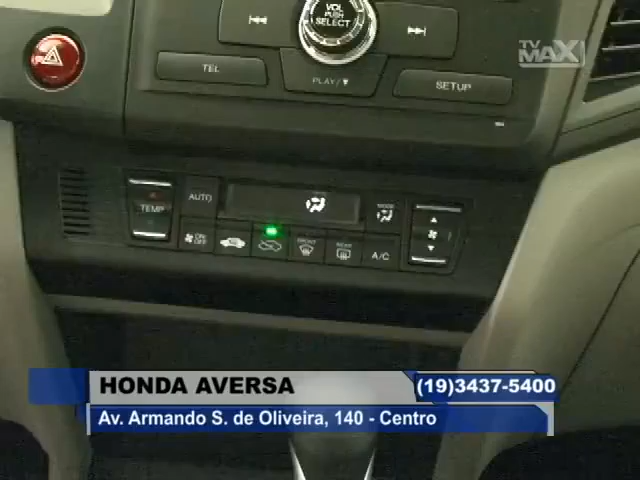 VOL
PUSH
SELECT
TV MAX
TEL
PLAY/
SETUP
TEMP
AUTO
MODE
ON
OFF
FRONT
REAR
A/C
HONDA AVERSA
(19)3437-5400
Av. Armando S. de Oliveira, 140 - Centro